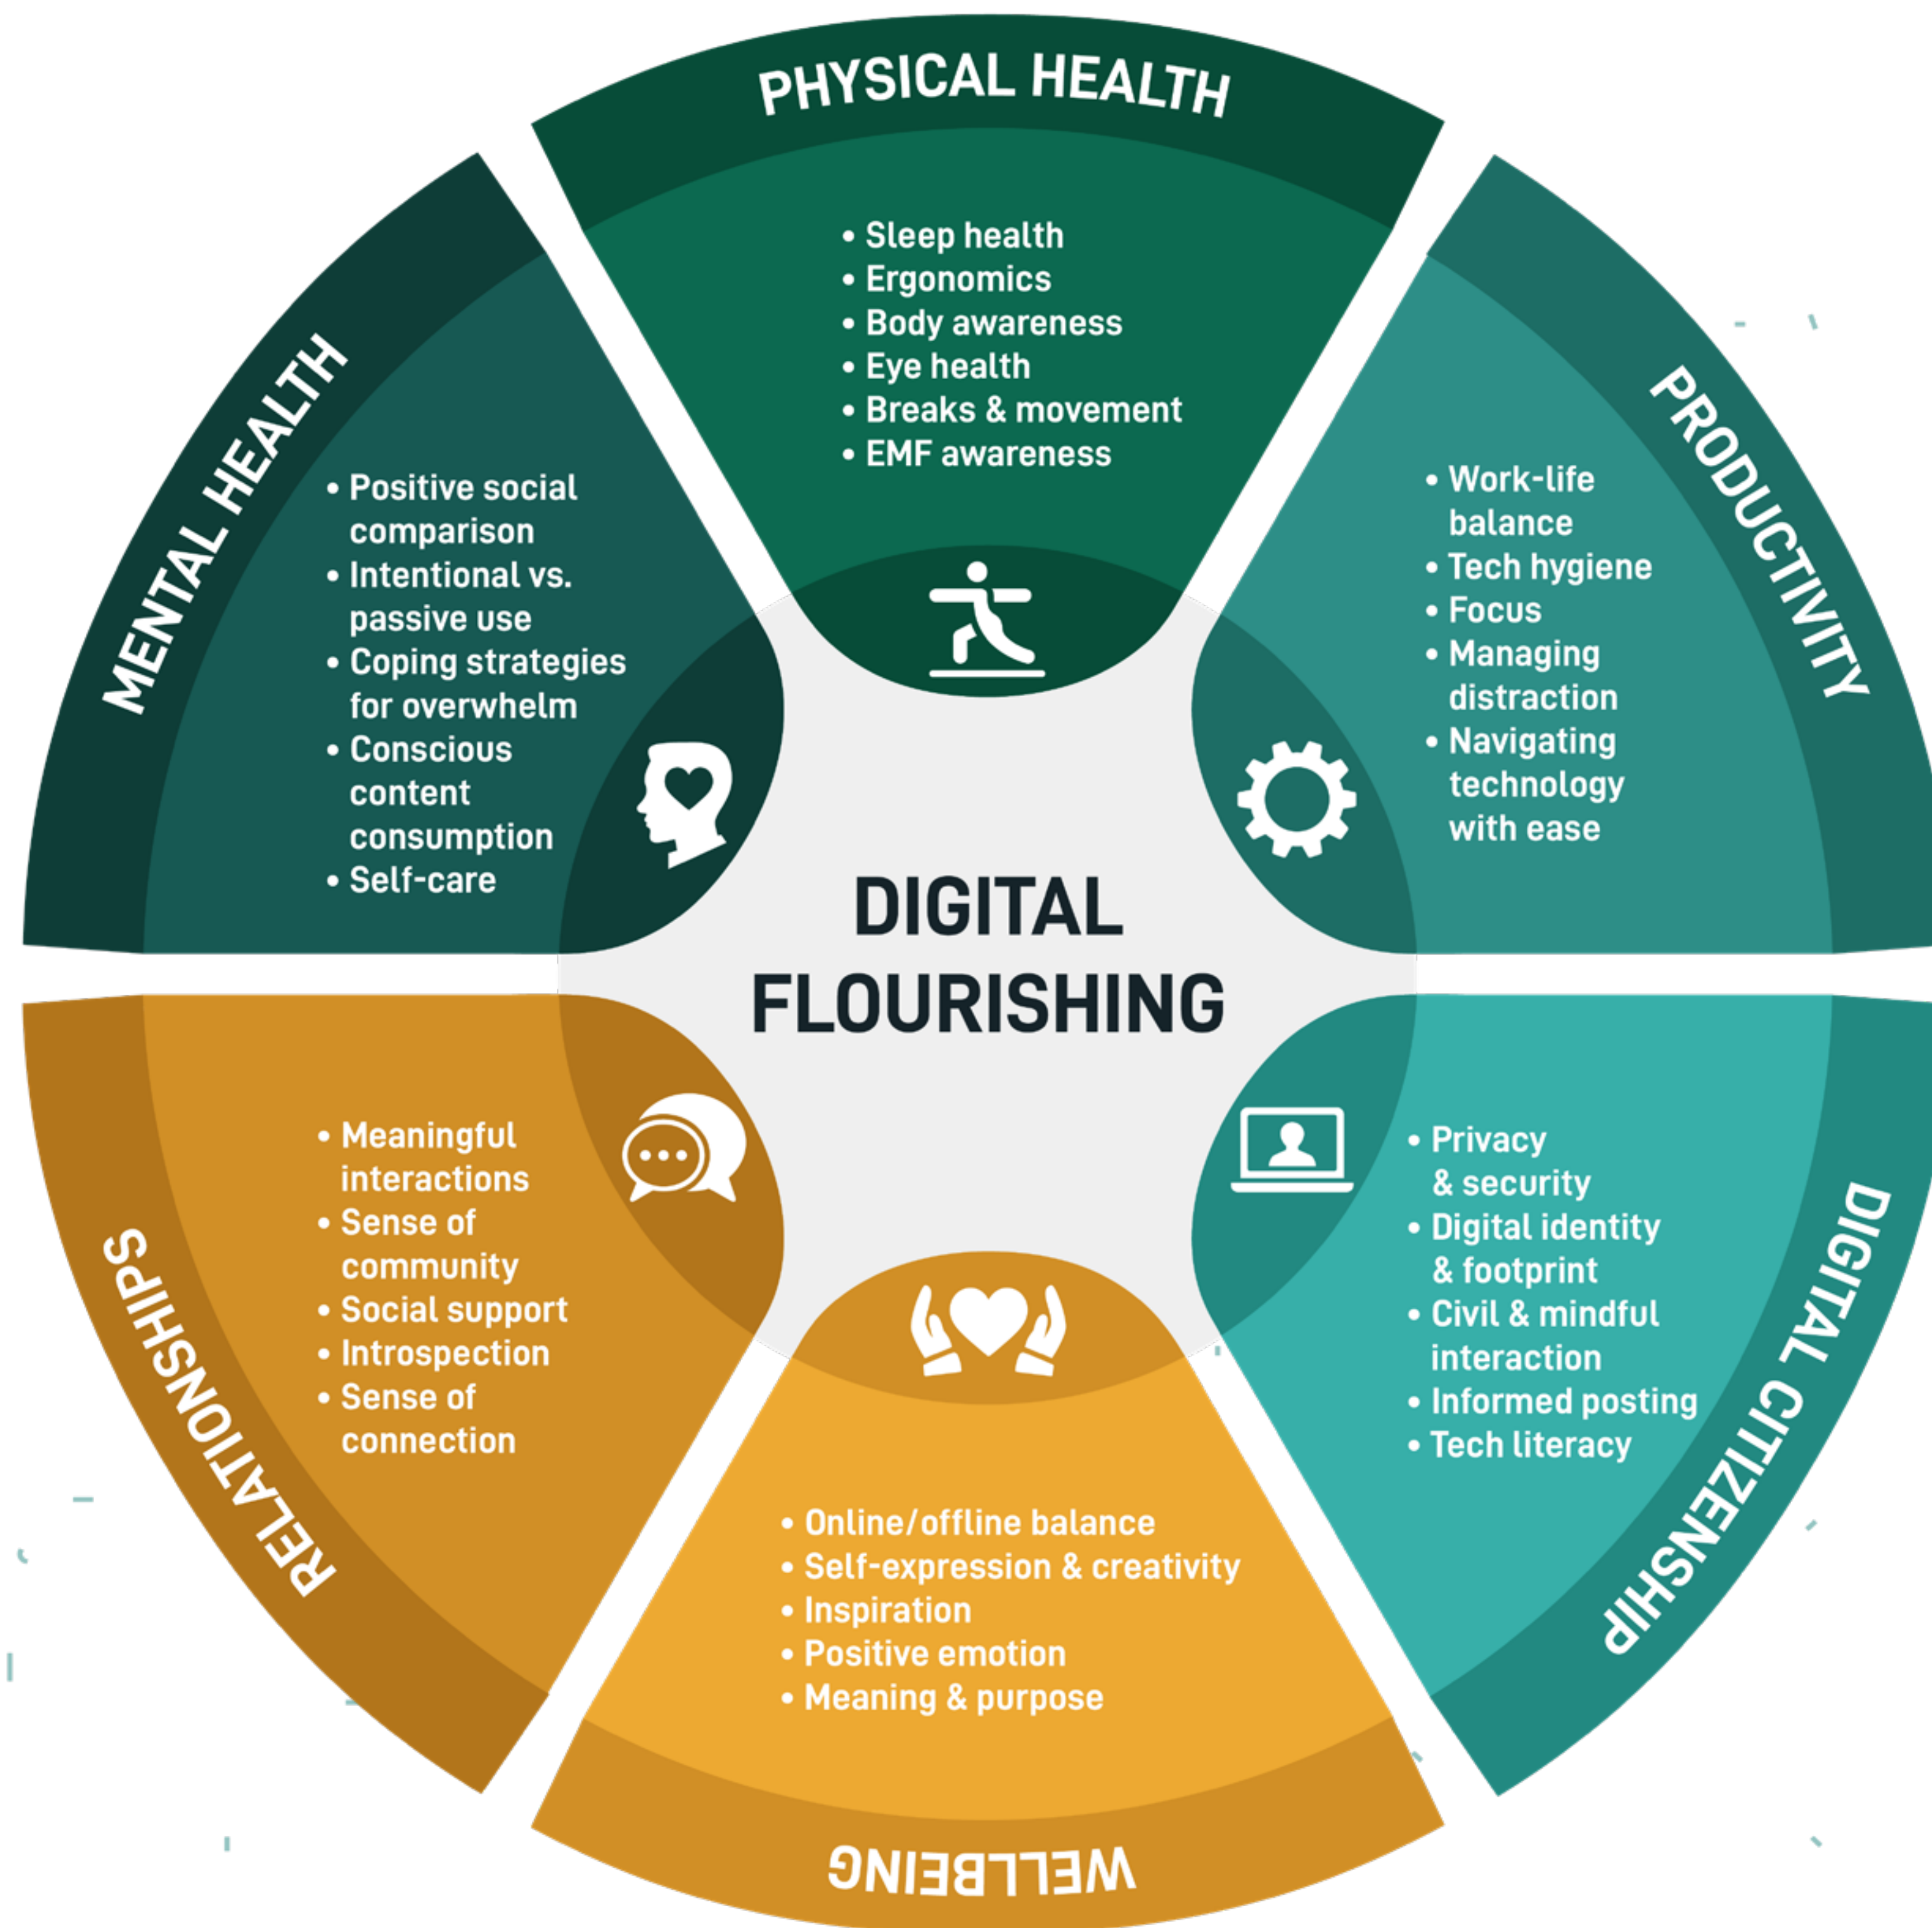 PHYSICAL HEALTH
• Sleep health
• Ergonomics
• Body awareness
• Eye health
• Breaks & movement
• EMF awareness
PRODUCTIVITY
• Work-life
balance
• Tech hygiene
• Focus
• Managing
distraction
• Navigating
technology
with ease
DIGITAL CITIZENSHIP
• Privacy
& security
• Digital identity
& footprint
• Civil & mindful
interaction
• Informed posting
• Tech literacy
WELLBEING
• Online/offline balance
• Self-expression & creativity
• Inspiration
• Positive emotion
• Meaning & purpose
RELATIONSHIPS
• Meaningful
interactions
• Sense of
community
• Social support
• Introspection
• Sense of
connection
MENTAL HEALTH
• Positive social
comparison
• Intentional vs.
passive use
• Coping strategies
for overwhelm
• Conscious
content
consumption
• Self-care
DIGITAL
FLOURISHING